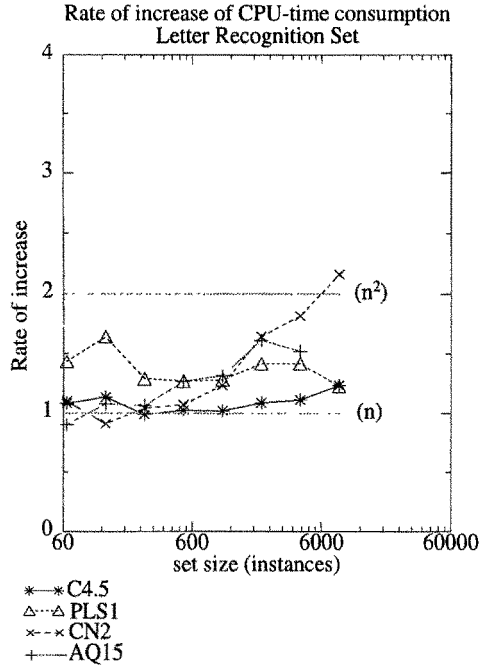 Rate of increase of CPU-time consumption
Letter Recognition Set
4
3
2
1
0
Rate of increase
(n²)
(n)
60
600
6000
60000
set size (instances)
C4.5
PLS1
CN2
AQ15